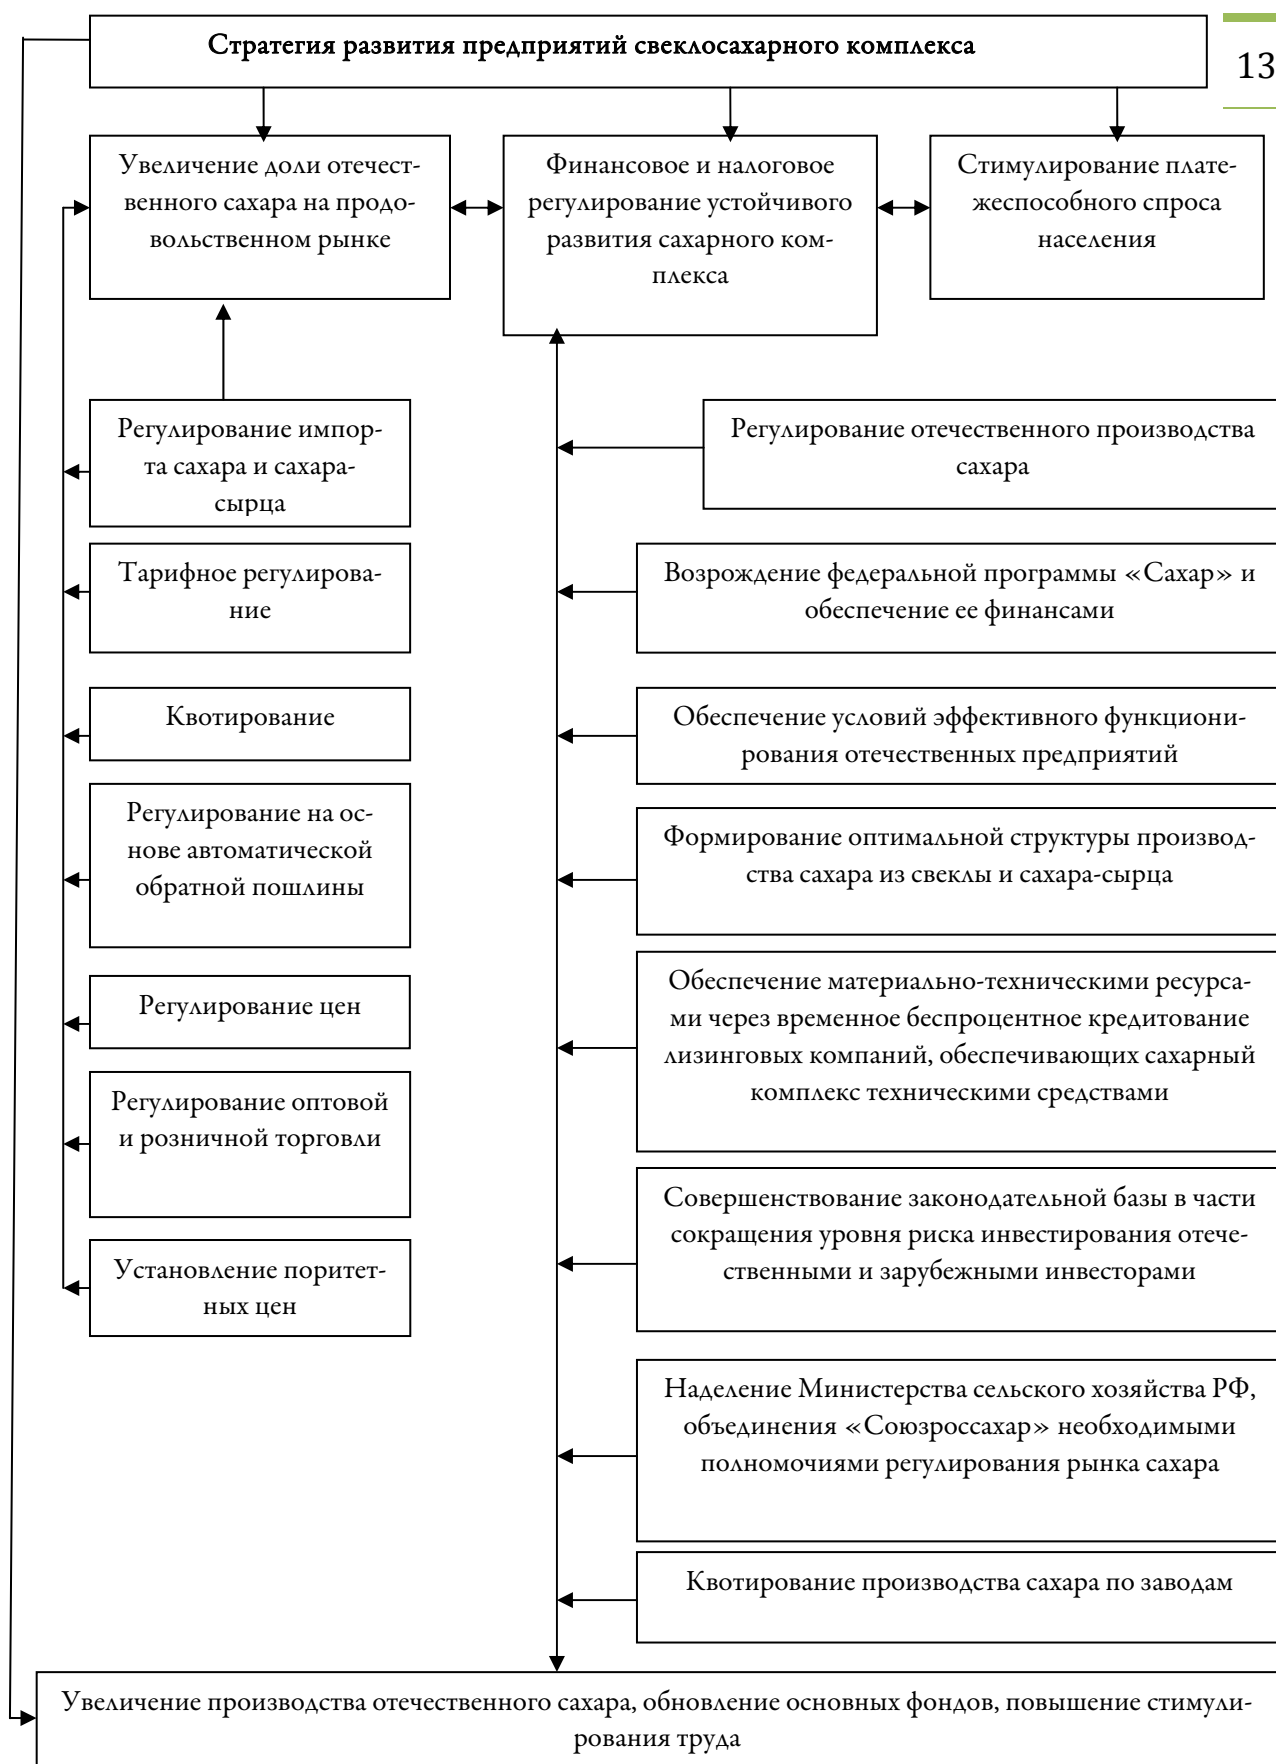 Стратегия развития предприятий свеклосахарного комплекса
13
Увеличение доли отечест-
венного сахара на продо-
вольственном рынке
Финансовое и налоговое
регулирование устойчивого
развития сахарного ком-
плекса
Стимулирование плате-
жеспособного спроса
населения
Регулирование импор-
та сахара и сахара-
сырца
Тарифное регулирова-
ние
Квотирование
Регулирование на ос-
нове автоматической
обратной пошлины
Регулирование цен
Регулирование оптовой
и розничной торговли
Установление поритет-
ных цен
Регулирование отечественного производства
сахара
Возрождение федеральной программы «Сахар» и
обеспечение ее финансами
Обеспечение условий эффективного функциони-
рования отечественных предприятий
Формирование оптимальной структуры производ-
ства сахара из свеклы и сахара-сырца
Обеспечение материально-техническими ресурса-
ми через временное беспроцентное кредитование
лизинговых компаний, обеспечивающих сахарный
комплекс техническими средствами
Совершенствование законодательной базы в части
сокращения уровня риска инвестирования отече-
ственными и зарубежными инвесторами
Наделение Министерства сельского хозяйства РФ,
объединения «Союзроссахар» необходимыми
полномочиями регулирования рынка сахара
Квотирование производства сахара по заводам
Увеличение производства отечественного сахара, обновление основных фондов, повышение стимули-
рования труда